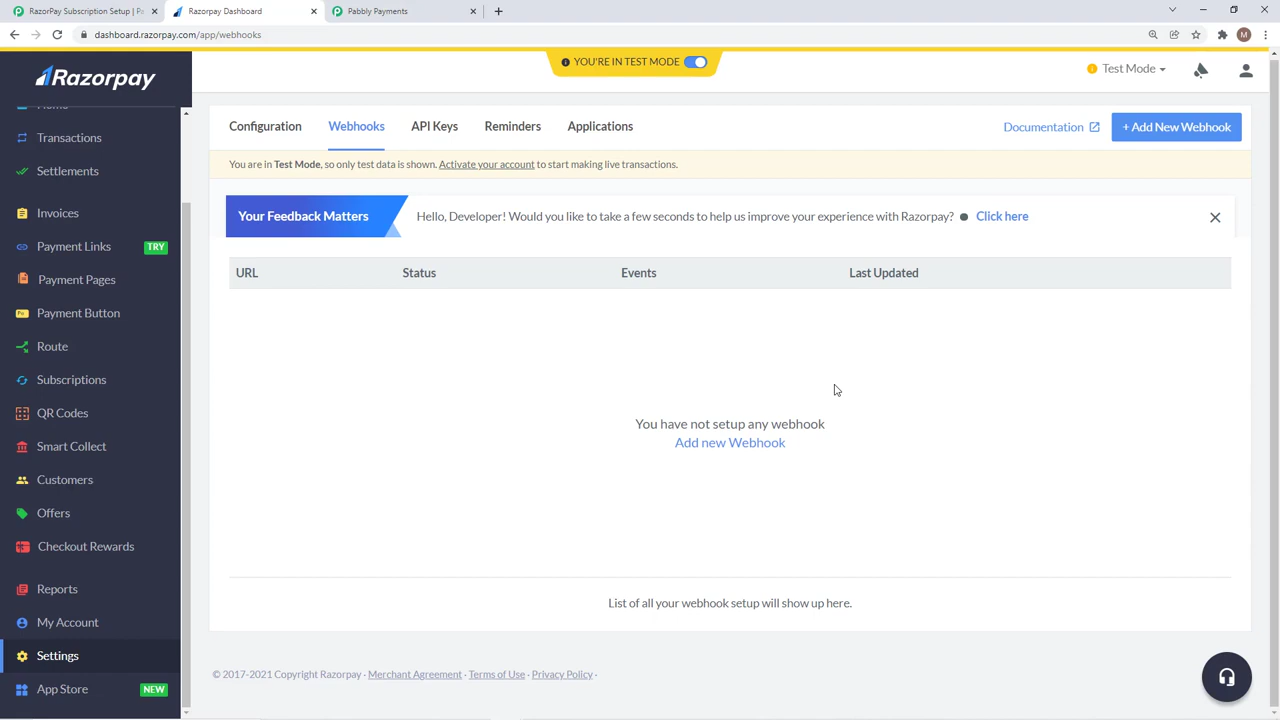 RazorPay Subscription Setup | Pa
Razorpay Dashboard
Pabbly Payments
dashboard.razorpay.com/app/webhooks
M
YOU'RE IN TEST MODE
Test Mode
Razorpay
Home
Transactions
Settlements
Invoices
Payment Links TRY
Payment Pages
Payment Button
Route
Subscriptions
QR Codes
Smart Collect
Customers
Offers
Checkout Rewards
Reports
My Account
Settings
App Store NEW
Configuration Webhooks API Keys Reminders Applications Documentation + Add New Webhook
You are in Test Mode, so only test data is shown. Activate your account to start making live transactions.
Your Feedback Matters Hello, Developer! Would you like to take a few seconds to help us improve your experience with Razorpay? Click here
URL Status Events Last Updated
You have not setup any webhook
Add new Webhook
List of all your webhook setup will show up here.
© 2017-2021 Copyright Razorpay · Merchant Agreement · Terms of Use · Privacy Policy ·